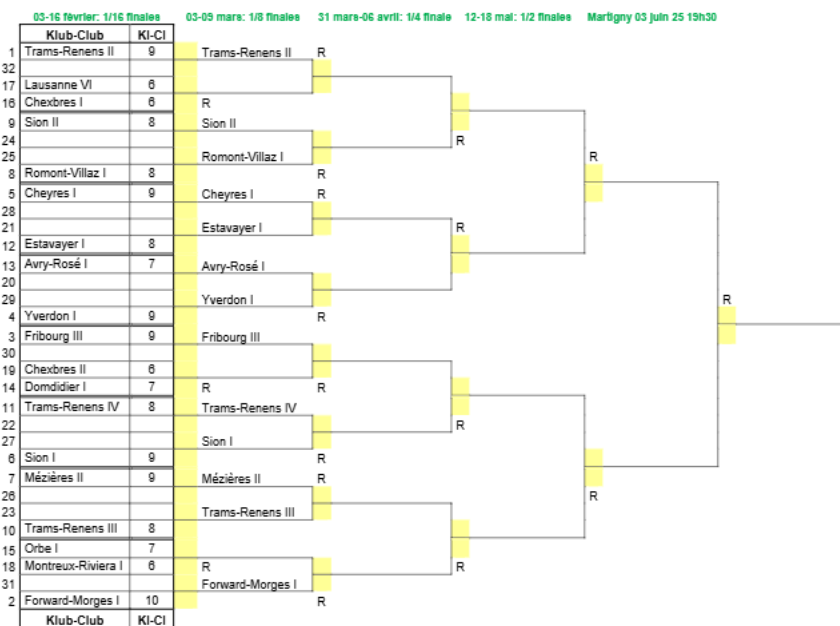 03-16 février: 1/16 finales 03-09 mars: 1/8 finales 31 mars-06 avril: 1/4 finale 12-18 mai: 1/2 finales Martigny 03 juin 25 19h30
Klub-Club Kl-Cl
1 Trams-Renens II 9 Trams-Renens II R
32
17 Lausanne VI 6
16 Chexbres I 6 R
9 Sion II 8 Sion II
24 R
25 Romont-Villaz I R
8 Romont-Villaz I 8 R
5 Cheyres I 9 Cheyres I R
28
21 Estavayer I R
12 Estavayer I 8
13 Avry-Rosé I 7 Avry-Rosé I
20
29 Yverdon I R
4 Yverdon I 9 R
3 Fribourg III 9 Fribourg III
30
19 Chexbres II 6
14 Domdidier I 7 R R
11 Trams-Renens IV 8 Trams-Renens IV
22 R
27 Sion I
6 Sion I 9 R
7 Mézières II 9 Mézières II R
26 R
23 Trams-Renens III
10 Trams-Renens III 8
15 Orbe I 7
18 Montreux-Riviera I 6 R R
31 Forward-Morges I
2 Forward-Morges I 10 R
Klub-Club Kl-Cl